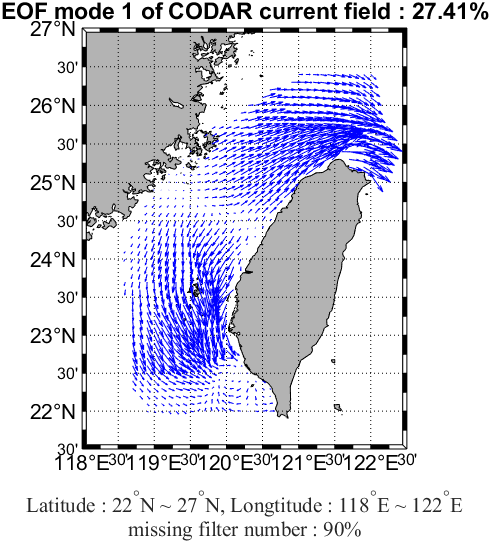 EOF mode 1 of CODAR current field : 27.41%
27°N
30'
26°N
30'
25°N
30'
24°N
30'
23°N
30'
22°N
30'
118°E30'119°E30'120°E30'121°E30'122°E30'
Latitude : 22°N ~ 27°N, Longtitude : 118°E ~ 122°E
missing filter number : 90%